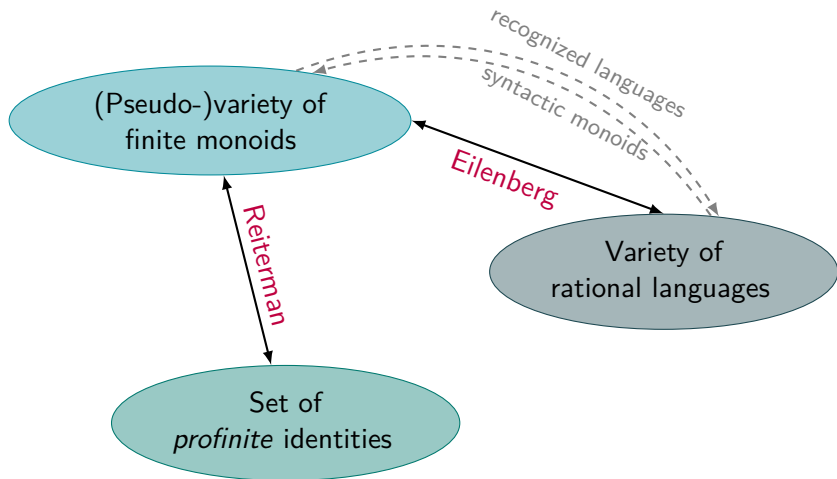 recognized languages
syntactic monoids
(Pseudo-)variety of
finite monoids
Eilenberg
Reiterman
Variety of
rational languages
Set of
profinite identities